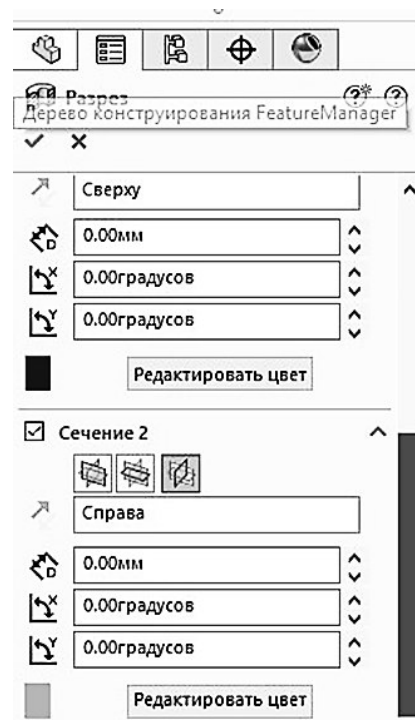 Разрез
Дерево конструирования FeatureManager
Сверху
D
0.00мм
X
0.00градусов
Y
0.00градусов
Редактировать цвет
Сечение 2
Справа
D
0.00мм
X
0.00градусов
Y
0.00градусов
Редактировать цвет